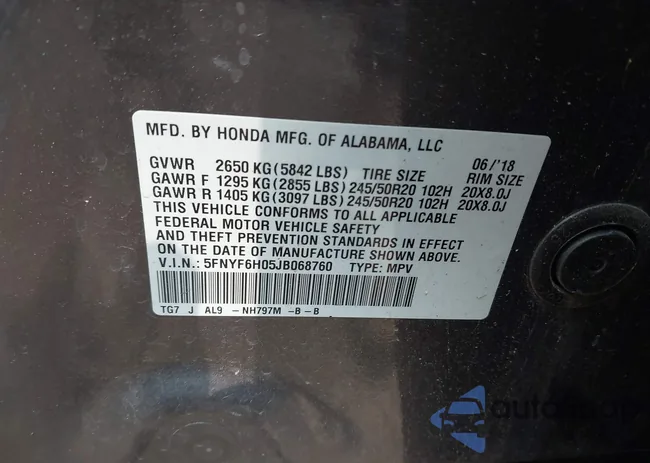 MFD. BY HONDA MFG. OF ALABAMA, LLC
GVWR 2650 KG(5842 LBS) TIRE SIZE 06/'18 RIM SIZE
GAWR F 1295 KG(2855 LBS)245/50R20 102H 20X8.0J
GAWR R 1405 KG(3097 LBS)245/50R20 102H 20X8.0J
THIS VEHICLE CONFORMS TO ALL APPLICABLE
FEDERAL MOTOR VEHICLE SAFETY
AND THEFT PREVENTION STANDARDS IN EFFECT
ON THE DATE OF MANUFACTURE SHOWN ABOVE.
V.I.N.: 5FNYF6H05JB068760 TYPE: MPV
TG7 J AL9 -NH797M -B-B